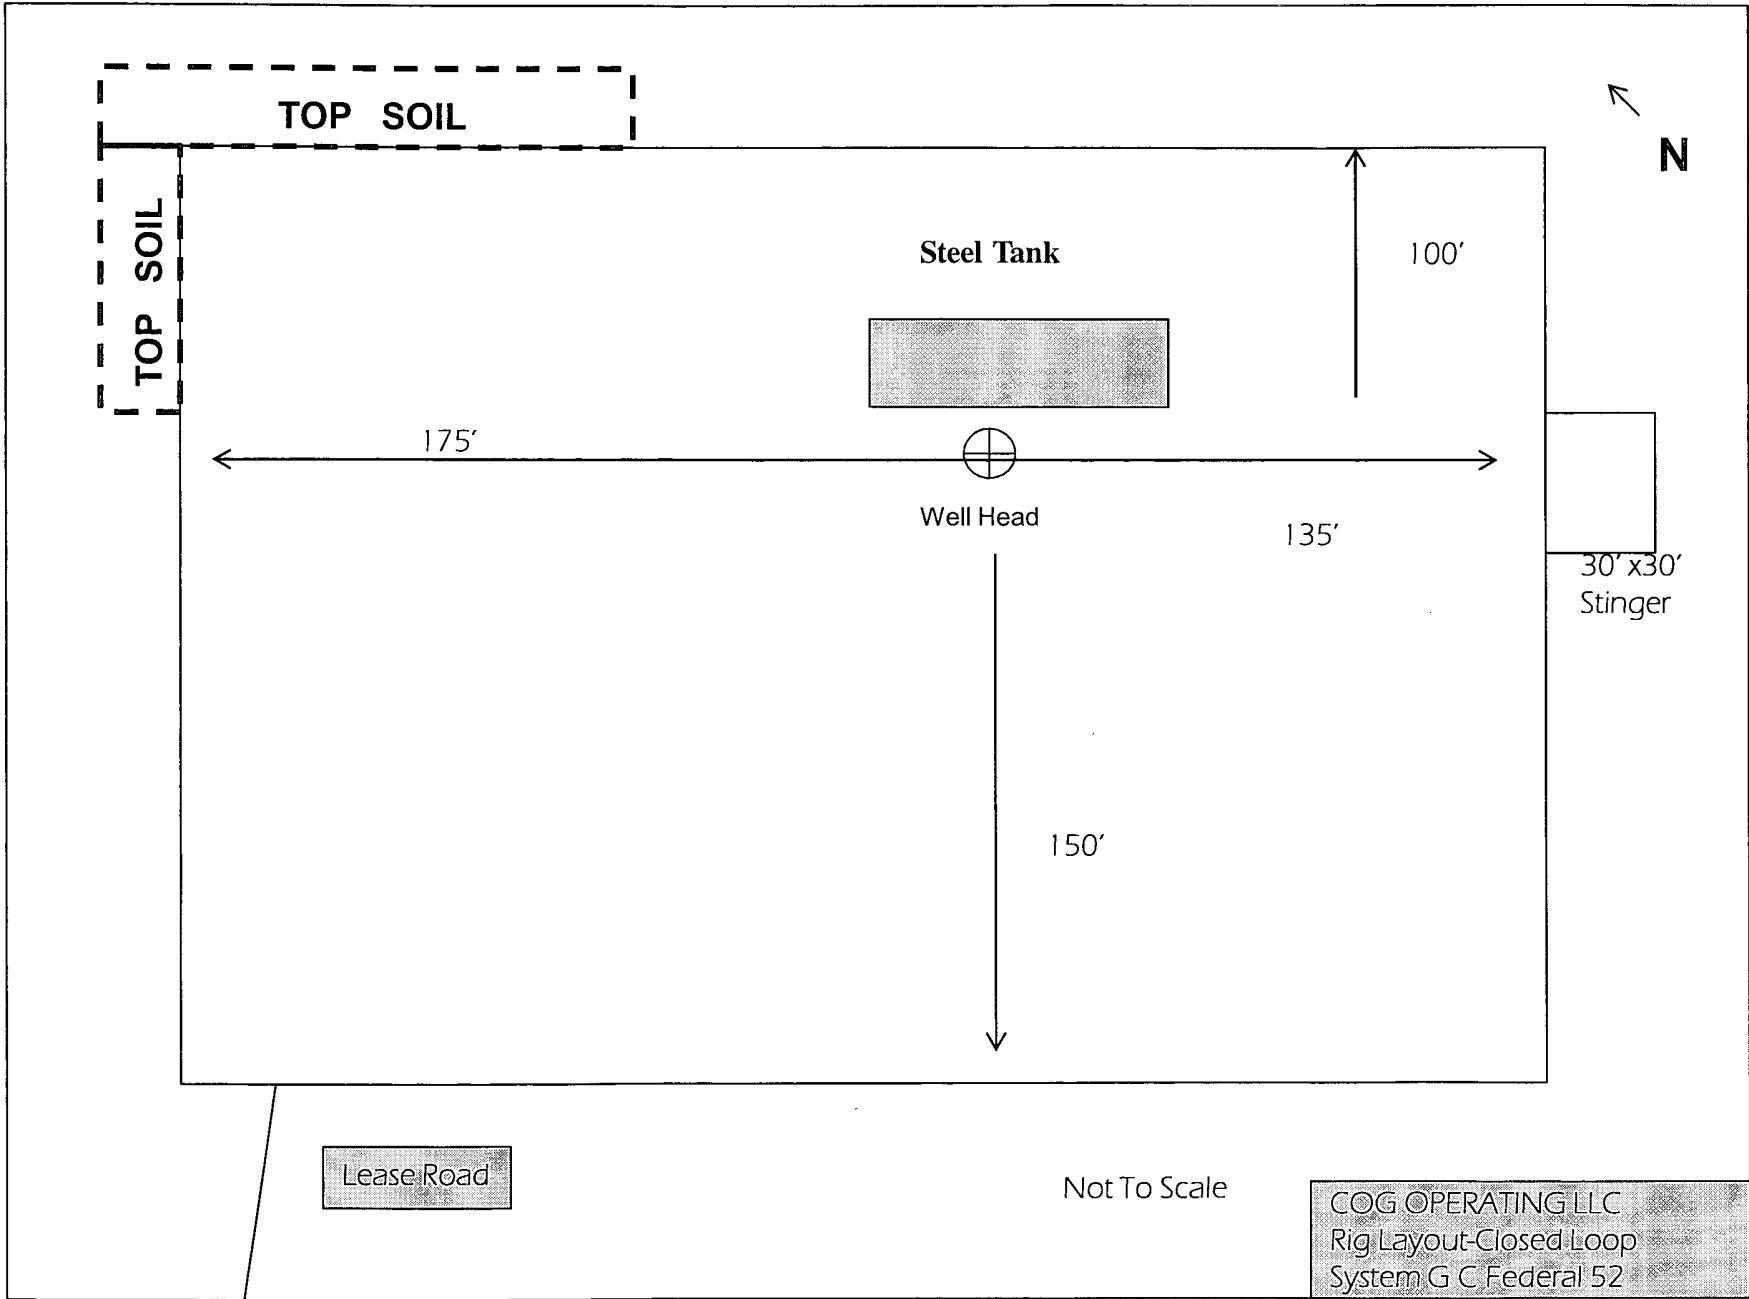 TOP SOIL
N
TOP SOIL
Steel Tank
100′
175′
Well Head
135′
30′ x30′
Stinger
150′
Lease Road
Not To Scale
COG OPERATING LLC
Rig Layout-Closed Loop
System G C Federal 52